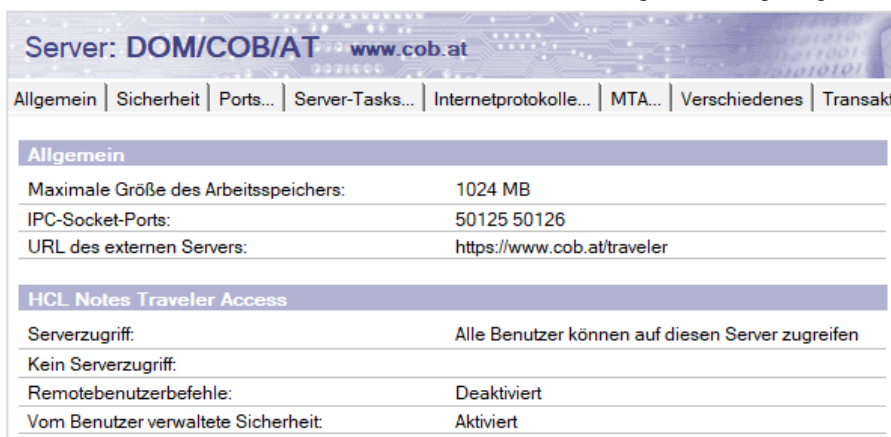 Server: DOM/COB/AT www.cob.at
Allgemein Sicherheit Ports... Server-Tasks... Internetprotokolle... MTA... Verschiedenes Transakt
Allgemein
Maximale Größe des Arbeitsspeichers: 1024 MB
IPC-Socket-Ports: 50125 50126
URL des externen Servers: https://www.cob.at/traveler
HCL Notes Traveler Access
Serverzugriff: Alle Benutzer können auf diesen Server zugreifen
Kein Serverzugriff:
Remotebenutzerbefehle: Deaktiviert
Vom Benutzer verwaltete Sicherheit: Aktiviert